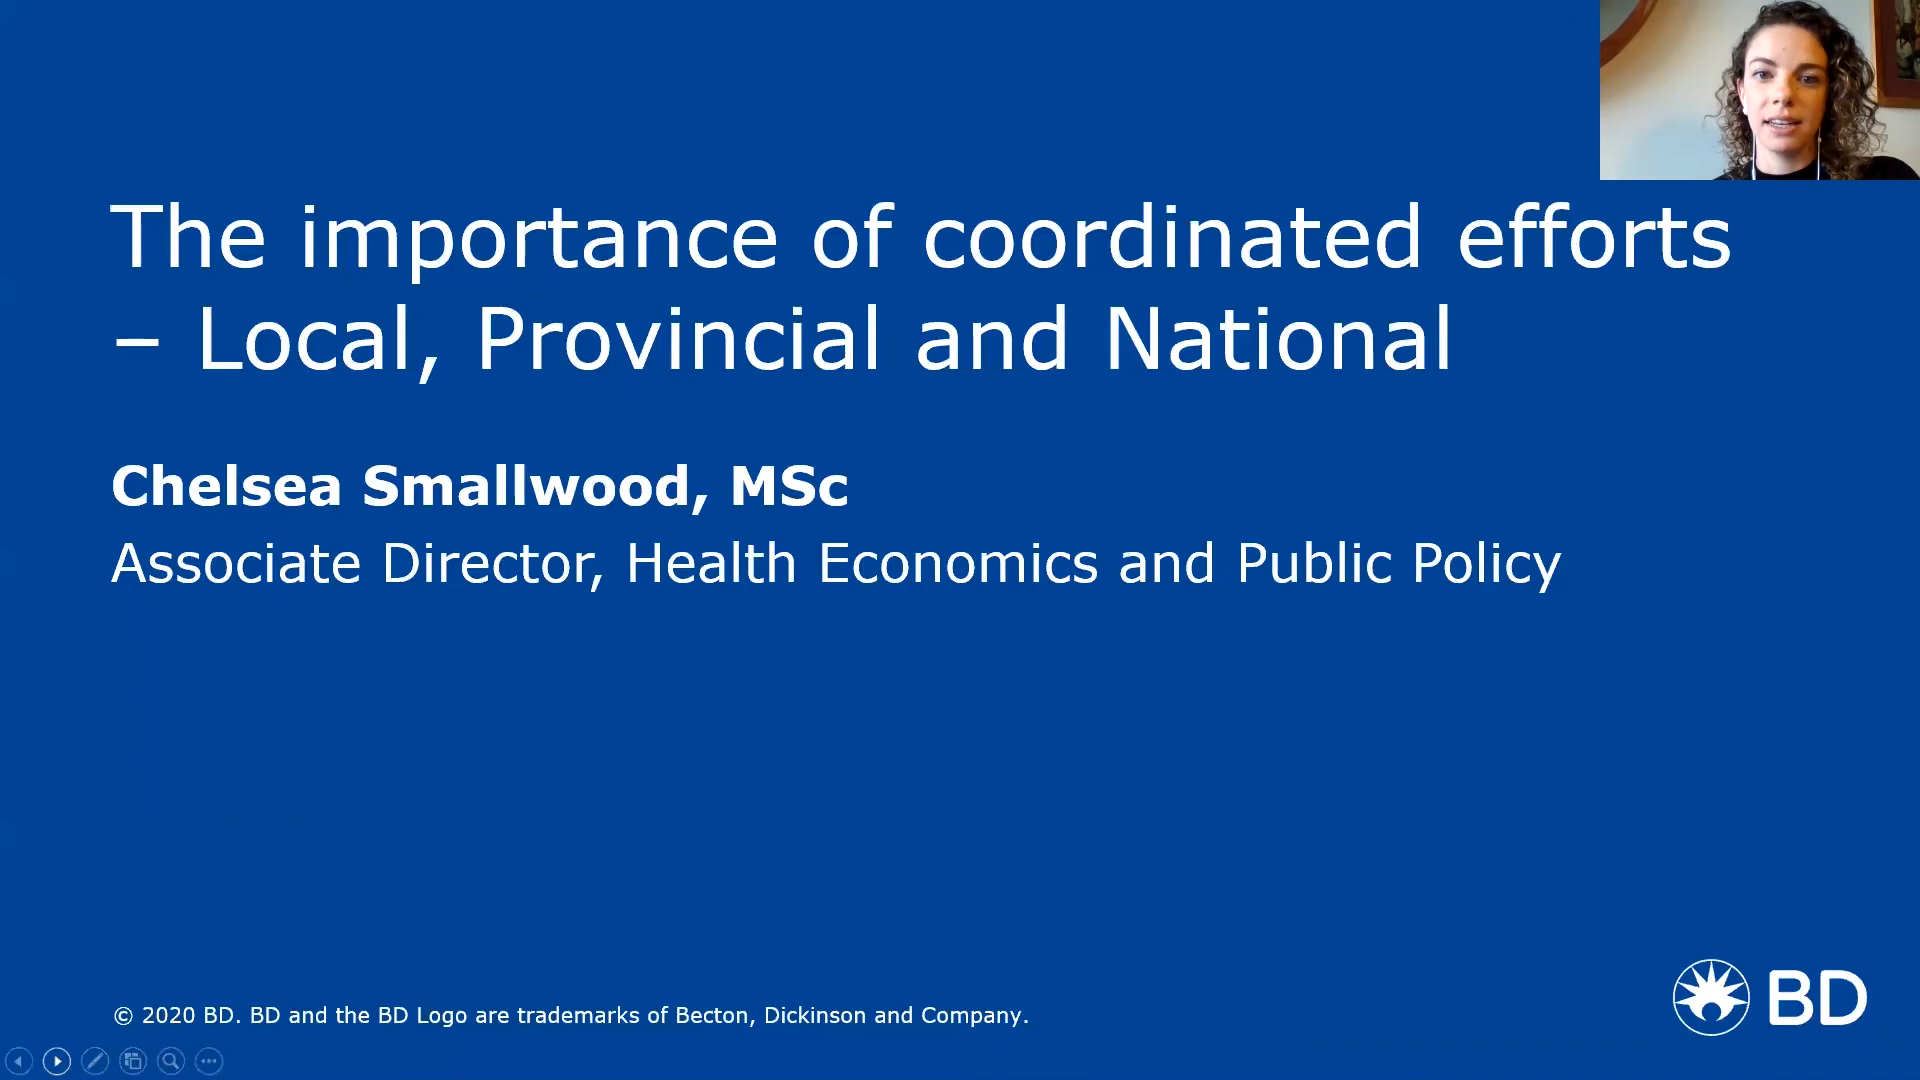 The importance of coordinated efforts
– Local, Provincial and National
Chelsea Smallwood, MSc
Associate Director, Health Economics and Public Policy
© 2020 BD. BD and the BD Logo are trademarks of Becton, Dickinson and Company.
BD